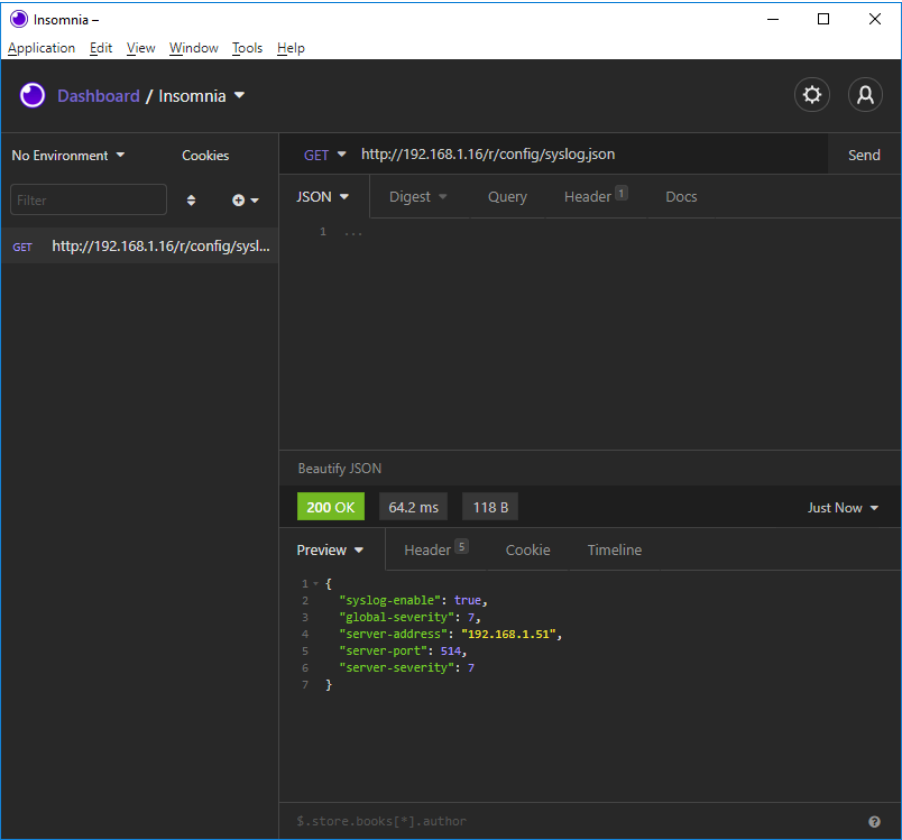 Insomnia –
Application Edit View Window Tools Help
Dashboard / Insomnia
No Environment Cookies
GET http://192.168.1.16/r/config/syslog.json Send
Filter
JSON Digest Query Header 1 Docs
1 ...
GET http://192.168.1.16/r/config/sysl...
Beautify JSON
200 OK 64.2 ms 118 B Just Now
Preview Header 5 Cookie Timeline
1 {
2 "syslog-enable": true,
3 "global-severity": 7,
4 "server-address": "192.168.1.51",
5 "server-port": 514,
6 "server-severity": 7
7 }
$.store.books[*].author